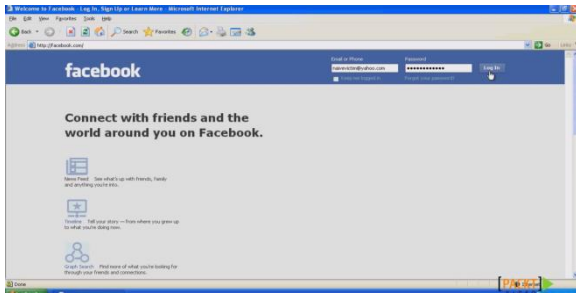 Welcome to Facebook - Log In, Sign Up or Learn More - Microsoft Internet Explorer
File Edit View Favorites Tools Help
Back Search Favorites
Address http://facebook.com/ Go
facebook
Email or Phone Password
@yahoo.com Log In
Keep me logged in Forgot your password?
Connect with friends and the
world around you on Facebook.
News Feed See what's up with friends, family
and anything you're into.
Timeline Tell your story — from where you grew up
to what you're doing now.
Graph Search Find more of what you're looking for
through your friends and connections.
Done